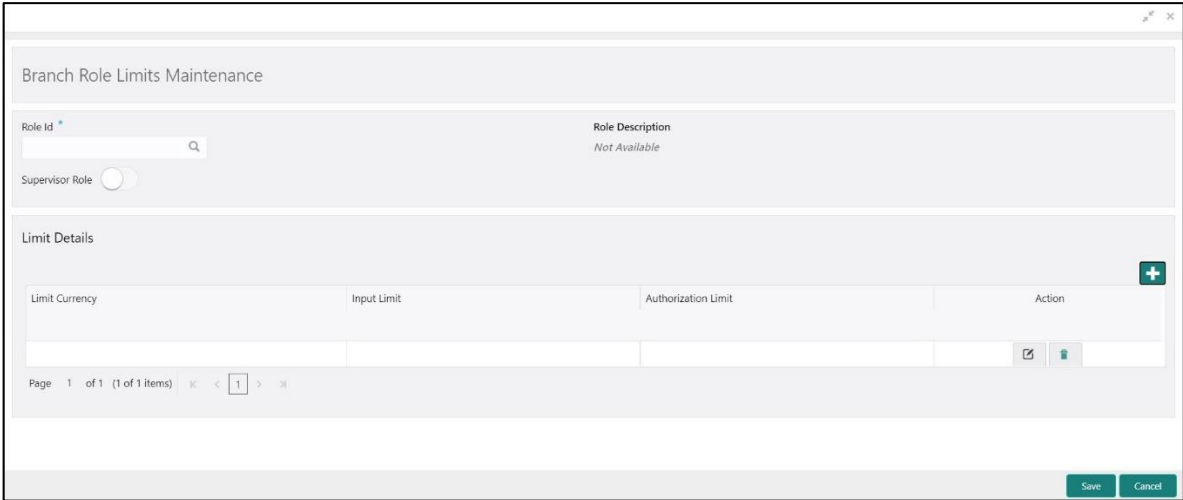 Branch Role Limits Maintenance
Role Id *
Role Description
Not Available
Supervisor Role
Limit Details
Limit Currency Input Limit Authorization Limit Action
Page 1 of 1 (1 of 1 items) 1
Save Cancel